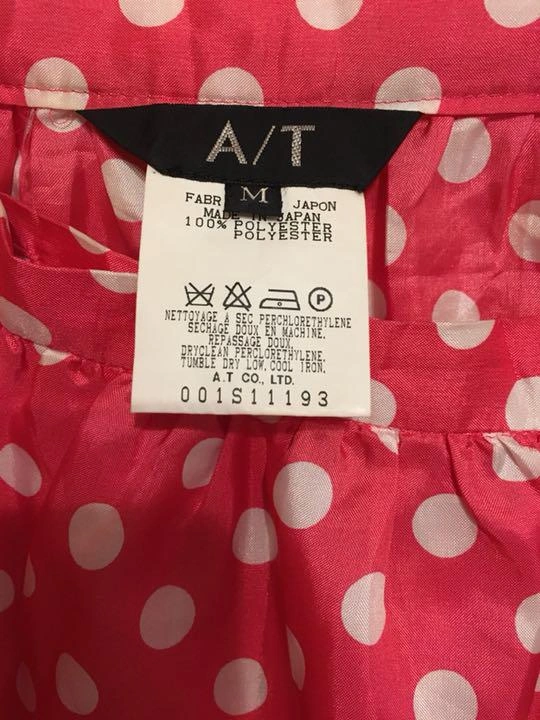 A/T
M
FABR JAPON
MADE IN JAPAN
100% POLYESTER
POLYESTER
P
NETTOYAGE A SEC PERCHLORETHYLENE
SECHAGE DOUX EN MACHINE.
REPASSAGE DOUX.
DRYCLEAN PERCLORETHYLENE.
TUMBLE DRY LOW.COOL IRON.
A.T CO., LTD.
001S11193